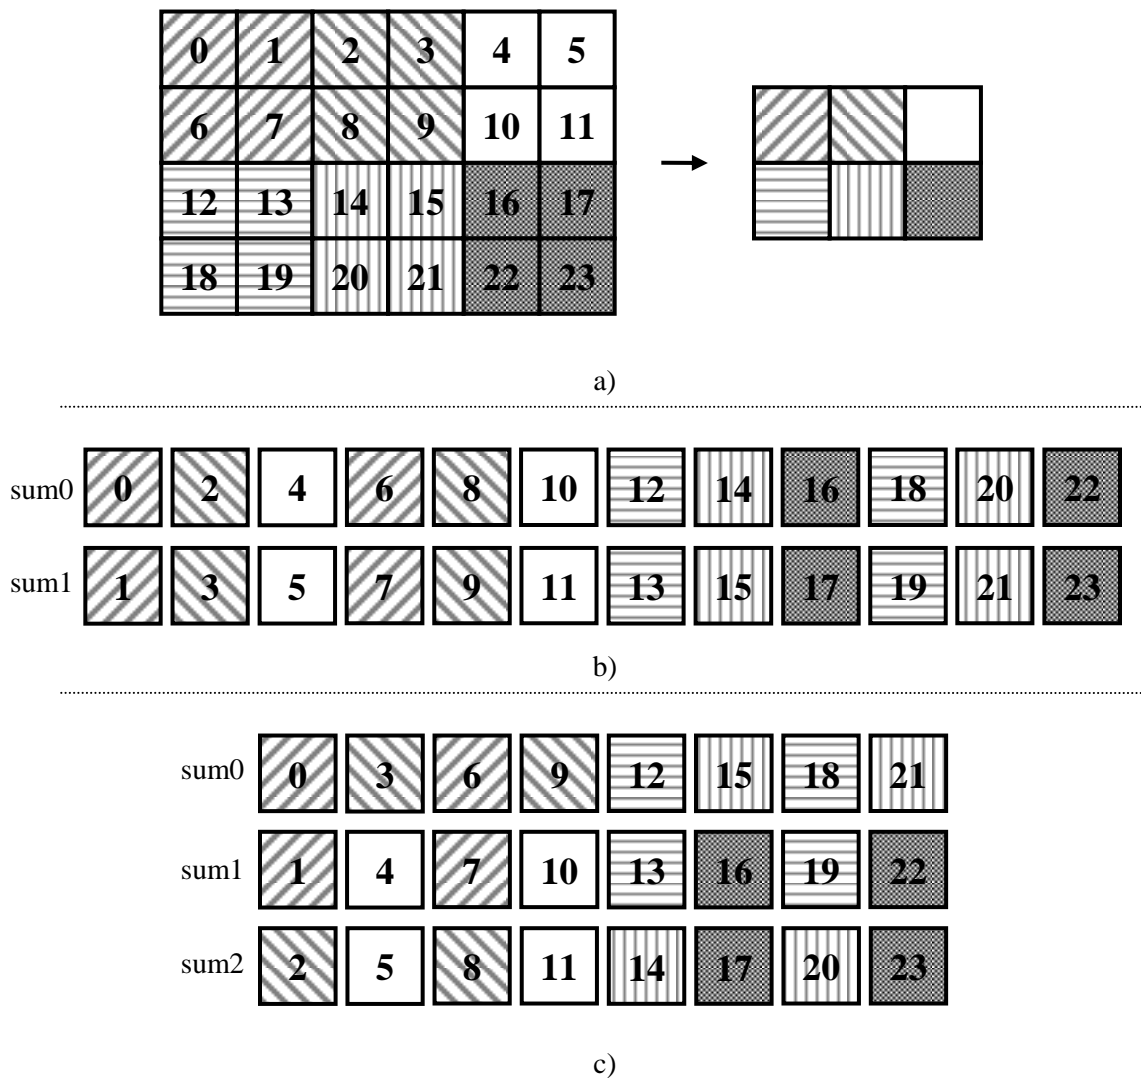 0 1 2 3 4 5
6 7 8 9 10 11
12 13 14 15 16 17
18 19 20 21 22 23
a)
sum0 0 2 4 6 8 10 12 14 16 18 20 22
sum1 1 3 5 7 9 11 13 15 17 19 21 23
b)
sum0 0 3 6 9 12 15 18 21
sum1 1 4 7 10 13 16 19 22
sum2 2 5 8 11 14 17 20 23
c)